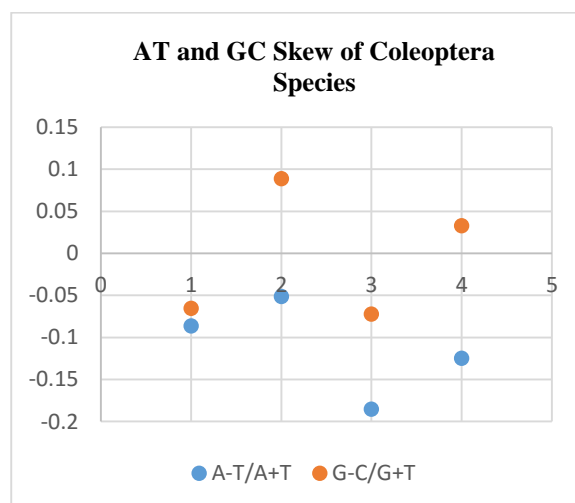 AT and GC Skew of Coleoptera
Species
0.15
0.1
0.05
0
0 1 2 3 4 5
-0.05
-0.1
-0.15
-0.2
A-T/A+T G-C/G+T